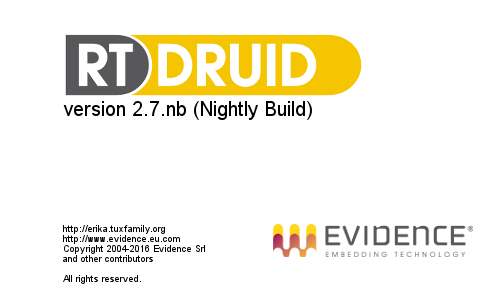 RT DRUID
version 2.7.nb (Nightly Build)
http://erika.tuxfamily.org
http://www.evidence.eu.com
Copyright 2004-2016 Evidence Srl
and other contributors
All rights reserved.
EVIDENCE®
EMBEDDING TECHNOLOGY